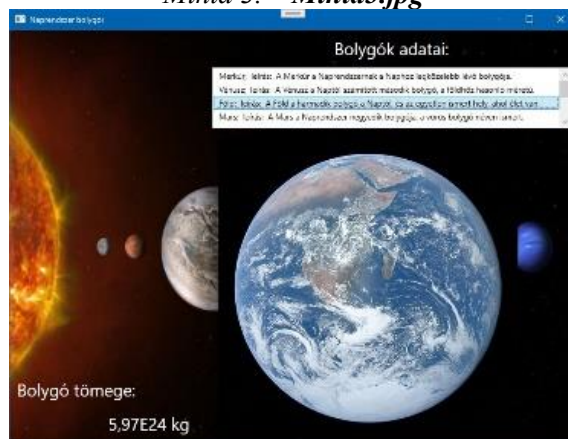 Minta 3. Minta3.jpg
Naprendszer bolygói
Bolygók adatai:
Merkúr, leírás: A Merkúr a Naprendszernek a Naphoz legközelebb lévő bolygója.
Vénusz, leírás: A Vénusz a Naptól számított második bolygó, a földhöz hasonló méretű.
Föld, leírás: A Föld a harmadik bolygó a Naptól, és az egyetlen ismert hely, ahol élet van.
Mars, leírás: A Mars a Naprendszer negyedik bolygója, a vörös bolygó néven ismert.
Bolygó tömege:
5,97E24 kg